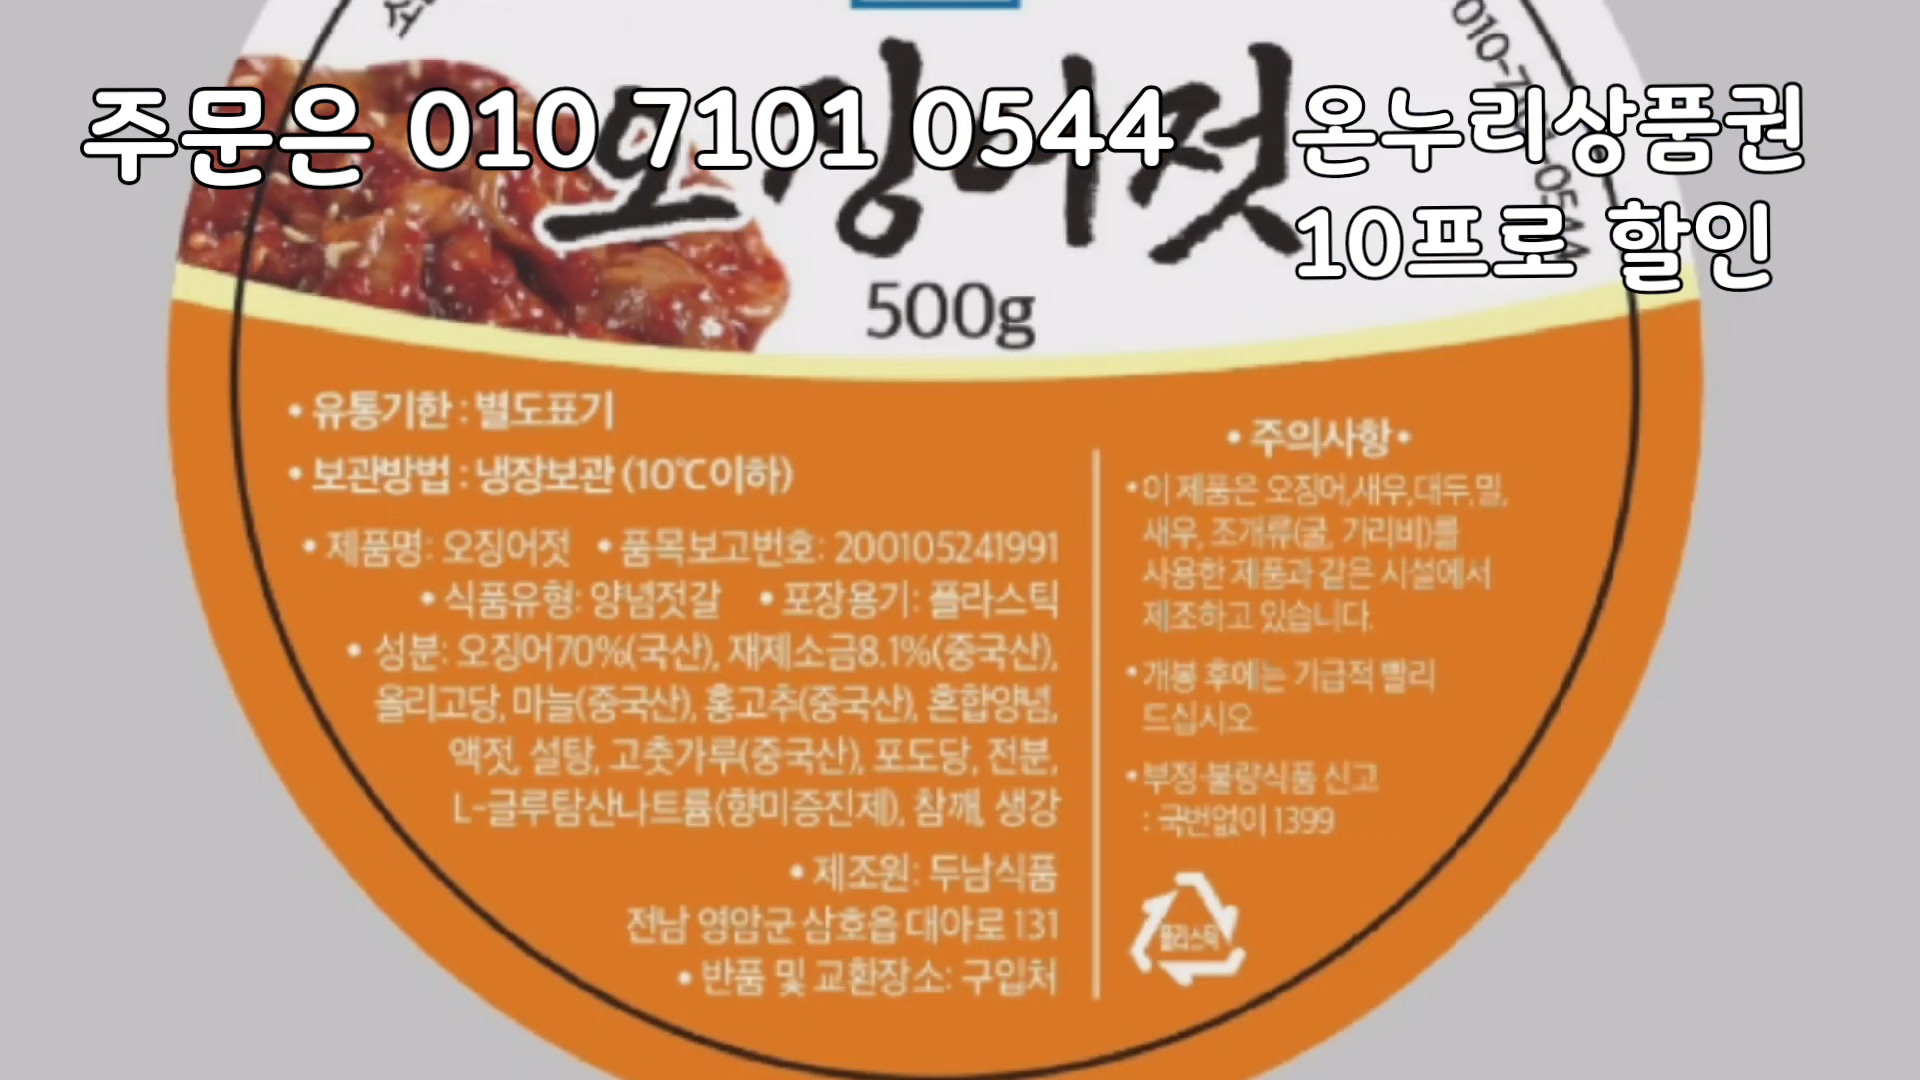 주문은 010 7101 0544
온누리상품권
10프로 할인
오징어젓
500g
• 유통기한 : 별도표기
• 보관방법 : 냉장보관 (10℃이하)
• 제품명: 오징어젓 • 품목보고번호: 200105241991
• 식품유형: 양념젓갈 • 포장용기: 플라스틱
• 성분: 오징어70%(국산), 재제소금8.1%(중국산),
올리고당, 마늘(중국산), 홍고추(중국산), 혼합양념,
액젓, 설탕, 고춧가루(중국산), 포도당, 전분,
L-글루탐산나트륨(향미증진제), 참깨, 생강
• 제조원: 두남식품
전남 영암군 삼호읍 대아로 131
• 반품 및 교환장소: 구입처
• 주의사항 •
• 이 제품은 오징어,새우,대두,밀,
새우, 조개류(굴, 가리비)를
사용한 제품과 같은 시설에서
제조하고 있습니다.
• 개봉 후에는 기급적 빨리
드십시오
• 부정·불량식품 신고
: 국번없이 1399
플라스틱